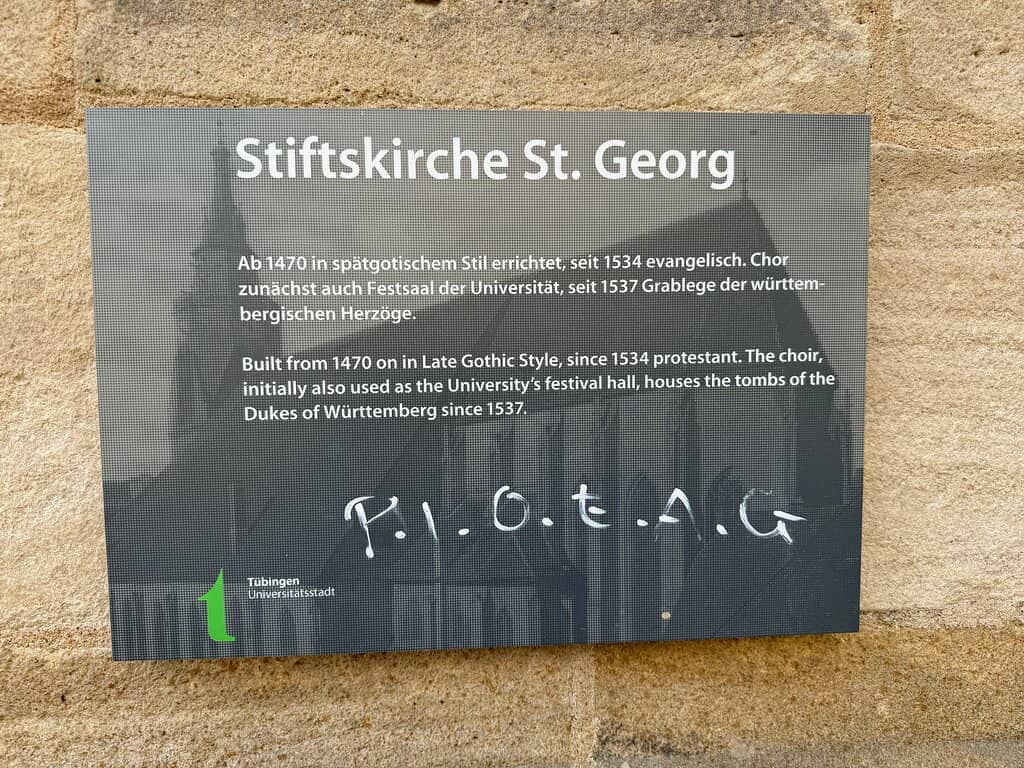 Stiftskirche St. Georg
Ab 1470 in spätgotischem Stil errichtet, seit 1534 evangelisch. Chor
zunächst auch Festsaal der Universität, seit 1537 Grablege der württem-
bergischen Herzöge.
Built from 1470 on in Late Gothic Style, since 1534 protestant. The choir,
initially also used as the University's festival hall, houses the tombs of the
Dukes of Württemberg since 1537.
P.I.O.t.A.G
t
Tübingen
Universitätsstadt